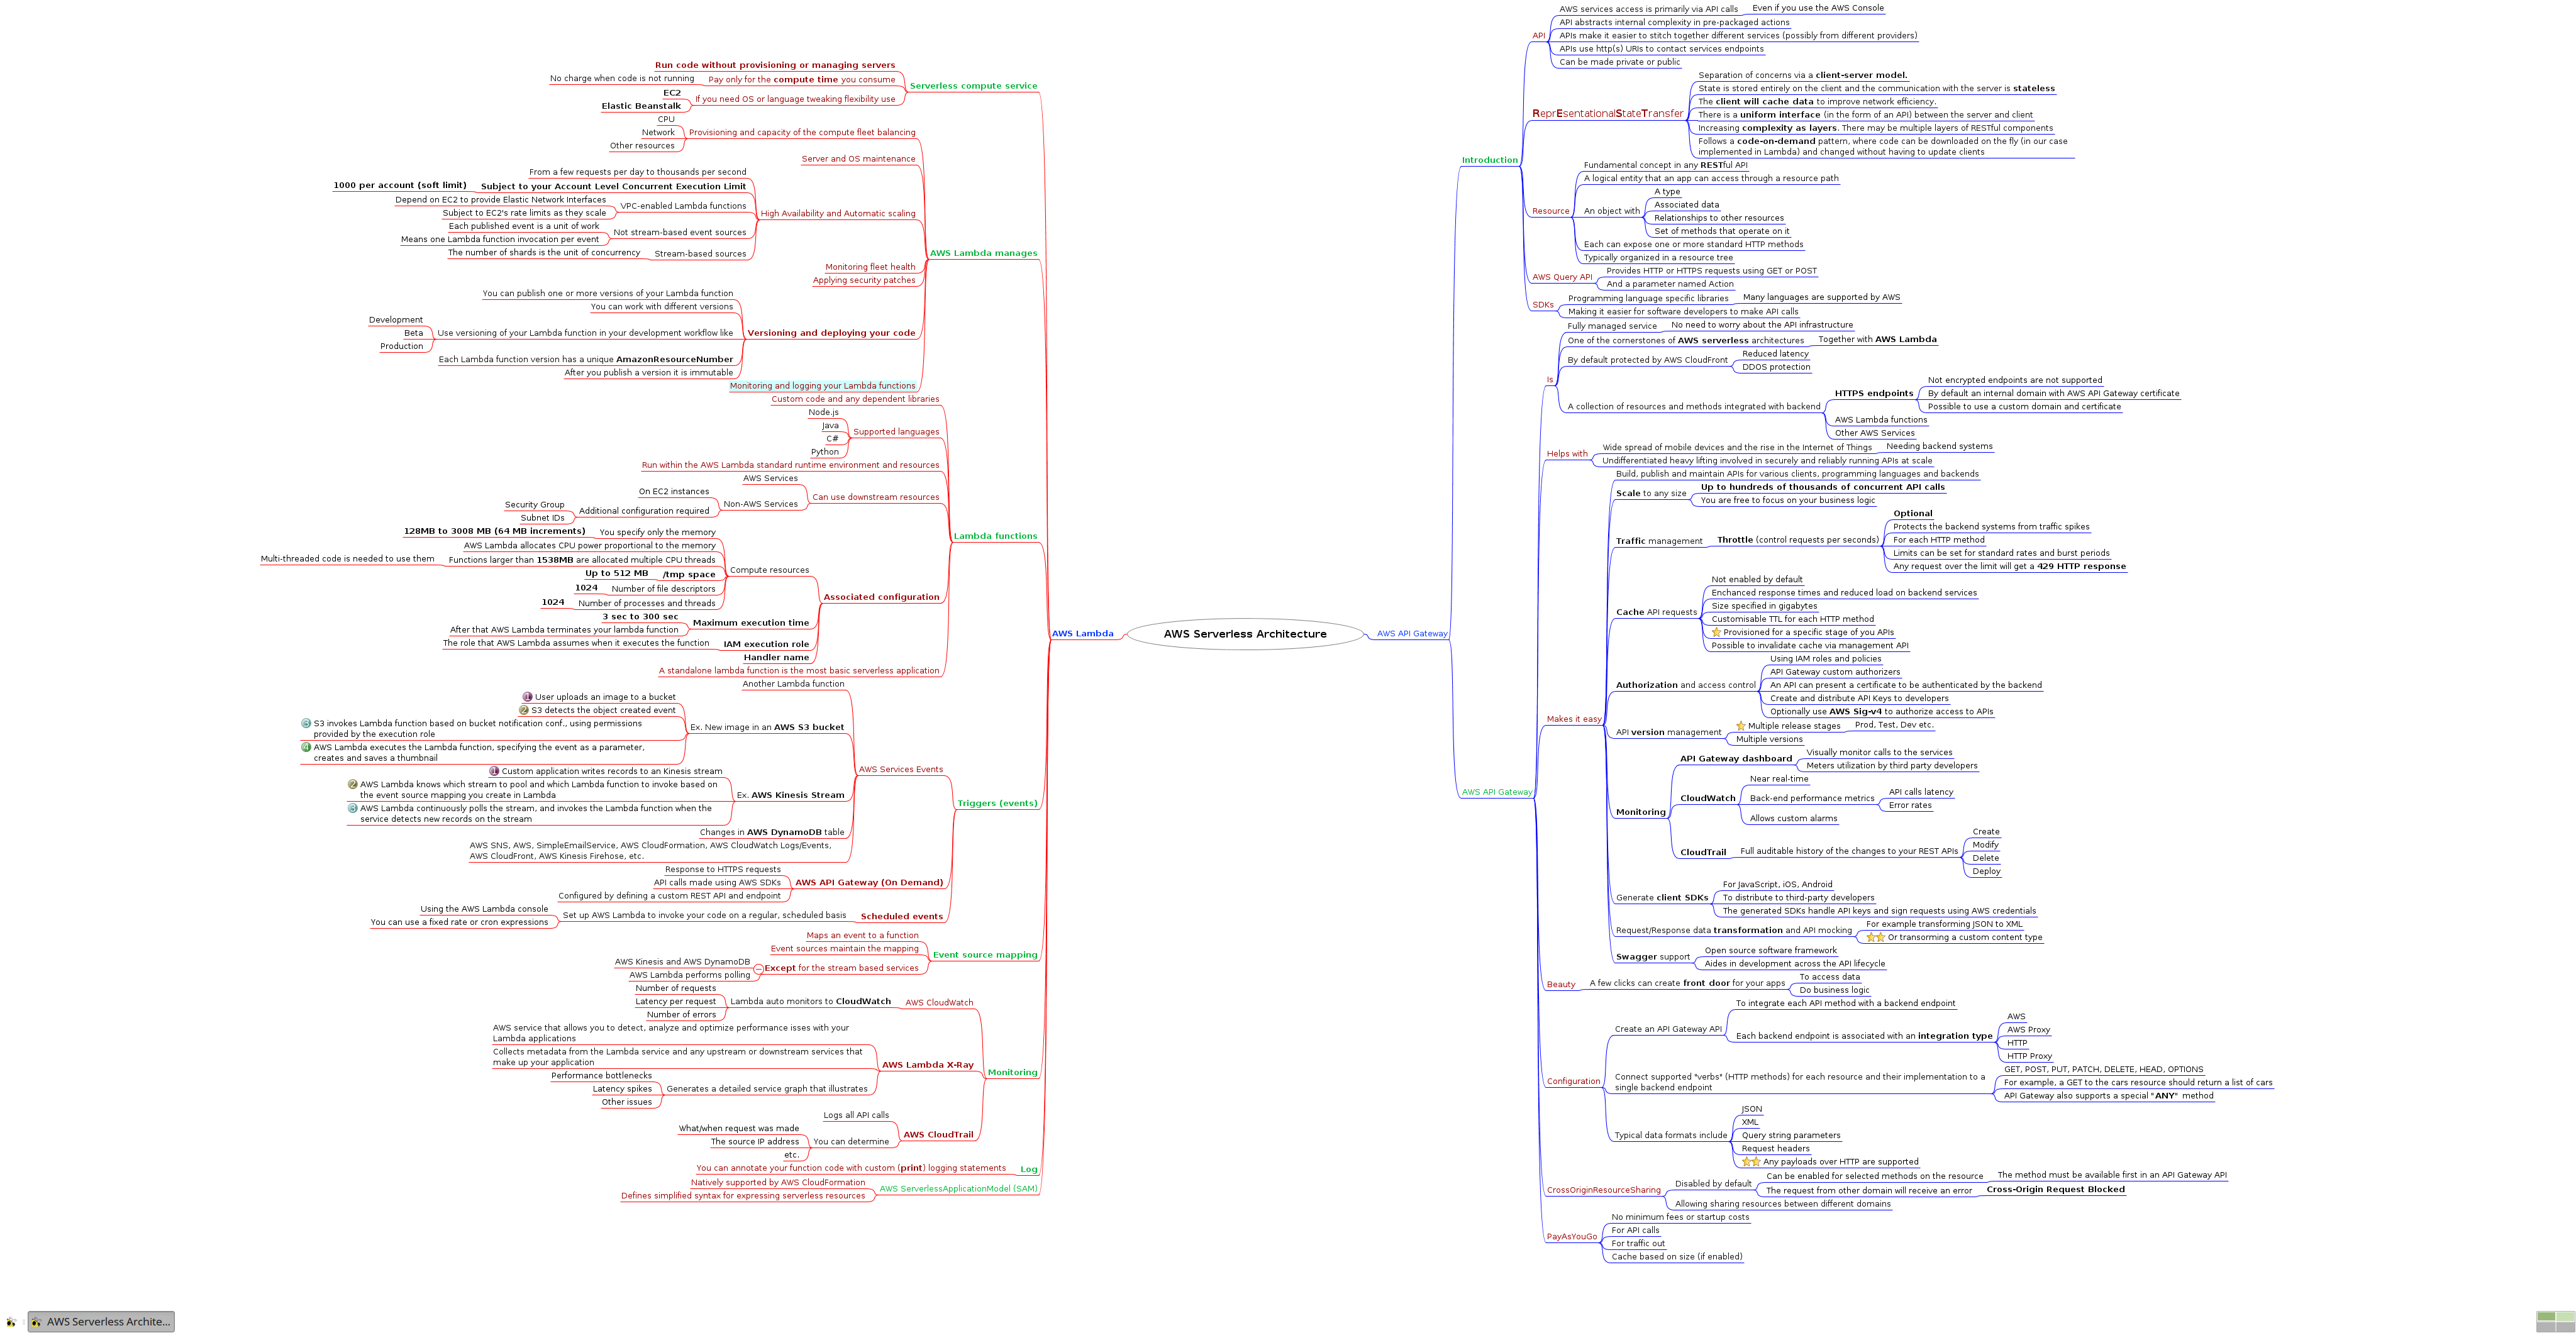 AWS Serverless Architecture
AWS Lambda
Serverless compute service
Run code without provisioning or managing servers
Pay only for the compute time you consume
No charge when code is not running
If you need OS or language tweaking flexibility use
EC2
Elastic Beanstalk
AWS Lambda manages
Provisioning and capacity of the compute fleet balancing
CPU
Network
Other resources
Server and OS maintenance
High Availability and Automatic scaling
From a few requests per day to thousands per second
Subject to your Account Level Concurrent Execution Limit
1000 per account (soft limit)
VPC-enabled Lambda functions
Depend on EC2 to provide Elastic Network Interfaces
Subject to EC2's rate limits as they scale
Not stream-based event sources
Each published event is a unit of work
Means one Lambda function invocation per event
Stream-based sources
The number of shards is the unit of concurrency
Monitoring fleet health
Applying security patches
Versioning and deploying your code
You can publish one or more versions of your Lambda function
You can work with different versions
Use versioning of your Lambda function in your development workflow like
Development
Beta
Production
Each Lambda function version has a unique AmazonResourceNumber
After you publish a version it is immutable
Monitoring and logging your Lambda functions
Lambda functions
Custom code and any dependent libraries
Supported languages
Node.js
Java
C#
Python
Run within the AWS Lambda standard runtime environment and resources
Can use downstream resources
AWS Services
Non-AWS Services
On EC2 instances
Additional configuration required
Security Group
Subnet IDs
Associated configuration
Compute resources
You specify only the memory
128MB to 3008 MB (64 MB increments)
AWS Lambda allocates CPU power proportional to the memory
Functions larger than 1538MB are allocated multiple CPU threads
Multi-threaded code is needed to use them
/tmp space
Up to 512 MB
Number of file descriptors
1024
Number of processes and threads
1024
Maximum execution time
3 sec to 300 sec
After that AWS Lambda terminates your lambda function
IAM execution role
The role that AWS Lambda assumes when it executes the function
Handler name
A standalone lambda function is the most basic serverless application
Triggers (events)
AWS Services Events
Another Lambda function
Ex. New image in an AWS S3 bucket
1 User uploads an image to a bucket
2 S3 detects the object created event
3 S3 invokes Lambda function based on bucket notification conf., using permissions
provided by the execution role
4 AWS Lambda executes the Lambda function, specifying the event as a parameter,
creates and saves a thumbnail
Ex. AWS Kinesis Stream
1 Custom application writes records to an Kinesis stream
2 AWS Lambda knows which stream to pool and which Lambda function to invoke based on
the event source mapping you create in Lambda
3 AWS Lambda continuously polls the stream, and invokes the Lambda function when the
service detects new records on the stream
Changes in AWS DynamoDB table
AWS SNS, AWS, SimpleEmailService, AWS CloudFormation, AWS CloudWatch Logs/Events,
AWS CloudFront, AWS Kinesis Firehose, etc.
AWS API Gateway (On Demand)
Response to HTTPS requests
API calls made using AWS SDKs
Configured by defining a custom REST API and endpoint
Scheduled events
Set up AWS Lambda to invoke your code on a regular, scheduled basis
Using the AWS Lambda console
You can use a fixed rate or cron expressions
Event source mapping
Maps an event to a function
Event sources maintain the mapping
Except for the stream based services
AWS Kinesis and AWS DynamoDB
AWS Lambda performs polling
Monitoring
AWS CloudWatch
Lambda auto monitors to CloudWatch
Number of requests
Latency per request
Number of errors
AWS Lambda X-Ray
AWS service that allows you to detect, analyze and optimize performance isses with your
Lambda applications
Collects metadata from the Lambda service and any upstream or downstream services that
make up your application
Generates a detailed service graph that illustrates
Performance bottlenecks
Latency spikes
Other issues
AWS CloudTrail
Logs all API calls
You can determine
What/when request was made
The source IP address
etc.
Log
You can annotate your function code with custom (print) logging statements
AWS ServerlessApplicationModel (SAM)
Natively supported by AWS CloudFormation
Defines simplified syntax for expressing serverless resources
AWS API Gateway
Introduction
API
AWS services access is primarily via API calls
Even if you use the AWS Console
API abstracts internal complexity in pre-packaged actions
APIs make it easier to stitch together different services (possibly from different providers)
APIs use http(s) URIs to contact services endpoints
Can be made private or public
ReprEsentationalStateTransfer
Separation of concerns via a client-server model.
State is stored entirely on the client and the communication with the server is stateless
The client will cache data to improve network efficiency.
There is a uniform interface (in the form of an API) between the server and client
Increasing complexity as layers. There may be multiple layers of RESTful components
Follows a code-on-demand pattern, where code can be downloaded on the fly (in our case
implemented in Lambda) and changed without having to update clients
Resource
Fundamental concept in any RESTful API
A logical entity that an app can access through a resource path
An object with
A type
Associated data
Relationships to other resources
Set of methods that operate on it
Each can expose one or more standard HTTP methods
Typically organized in a resource tree
AWS Query API
Provides HTTP or HTTPS requests using GET or POST
And a parameter named Action
SDKs
Programming language specific libraries
Many languages are supported by AWS
Making it easier for software developers to make API calls
AWS API Gateway
Is
Fully managed service
No need to worry about the API infrastructure
One of the cornerstones of AWS serverless architectures
Together with AWS Lambda
By default protected by AWS CloudFront
Reduced latency
DDOS protection
A collection of resources and methods integrated with backend
HTTPS endpoints
Not encrypted endpoints are not supported
By default an internal domain with AWS API Gateway certificate
Possible to use a custom domain and certificate
AWS Lambda functions
Other AWS Services
Helps with
Wide spread of mobile devices and the rise in the Internet of Things
Needing backend systems
Undifferentiated heavy lifting involved in securely and reliably running APIs at scale
Makes it easy
Build, publish and maintain APIs for various clients, programming languages and backends
Scale to any size
Up to hundreds of thousands of concurrent API calls
You are free to focus on your business logic
Traffic management
Throttle (control requests per seconds)
Optional
Protects the backend systems from traffic spikes
For each HTTP method
Limits can be set for standard rates and burst periods
Any request over the limit will get a 429 HTTP response
Cache API requests
Not enabled by default
Enchanced response times and reduced load on backend services
Size specified in gigabytes
Customisable TTL for each HTTP method
Provisioned for a specific stage of you APIs
Possible to invalidate cache via management API
Authorization and access control
Using IAM roles and policies
API Gateway custom authorizers
An API can present a certificate to be authenticated by the backend
Create and distribute API Keys to developers
Optionally use AWS Sig-v4 to authorize access to APIs
API version management
Multiple release stages
Prod, Test, Dev etc.
Multiple versions
Monitoring
API Gateway dashboard
Visually monitor calls to the services
Meters utilization by third party developers
CloudWatch
Near real-time
Back-end performance metrics
API calls latency
Error rates
Allows custom alarms
CloudTrail
Full auditable history of the changes to your REST APIs
Create
Modify
Delete
Deploy
Generate client SDKs
For JavaScript, iOS, Android
To distribute to third-party developers
The generated SDKs handle API keys and sign requests using AWS credentials
Request/Response data transformation and API mocking
For example transforming JSON to XML
Or transorming a custom content type
Swagger support
Open source software framework
Aides in development across the API lifecycle
Beauty
A few clicks can create front door for your apps
To access data
Do business logic
Configuration
Create an API Gateway API
To integrate each API method with a backend endpoint
Each backend endpoint is associated with an integration type
AWS
AWS Proxy
HTTP
HTTP Proxy
Connect supported "verbs" (HTTP methods) for each resource and their implementation to a
single backend endpoint
GET, POST, PUT, PATCH, DELETE, HEAD, OPTIONS
For example, a GET to the cars resource should return a list of cars
API Gateway also supports a special "ANY" method
Typical data formats include
JSON
XML
Query string parameters
Request headers
Any payloads over HTTP are supported
CrossOriginResourceSharing
Disabled by default
Can be enabled for selected methods on the resource
The method must be available first in an API Gateway API
The request from other domain will receive an error
Cross-Origin Request Blocked
Allowing sharing resources between different domains
PayAsYouGo
No minimum fees or startup costs
For API calls
For traffic out
Cache based on size (if enabled)
AWS Serverless Archite...